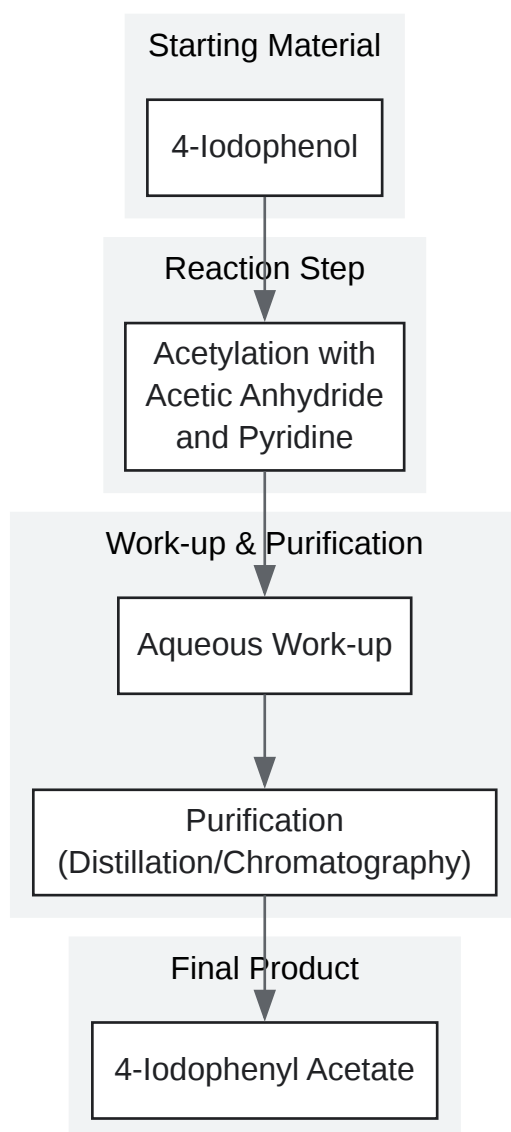 Starting Material
4-Iodophenol
Reaction Step
Acetylation with
Acetic Anhydride
and Pyridine
Work-up & Purification
Aqueous Work-up
Purification
(Distillation/Chromatography)
Final Product
4-Iodophenyl Acetate